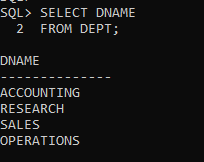 SQL> SELECT DNAME
  2  FROM DEPT;
DNAME
--------------
ACCOUNTING
RESEARCH
SALES
OPERATIONS